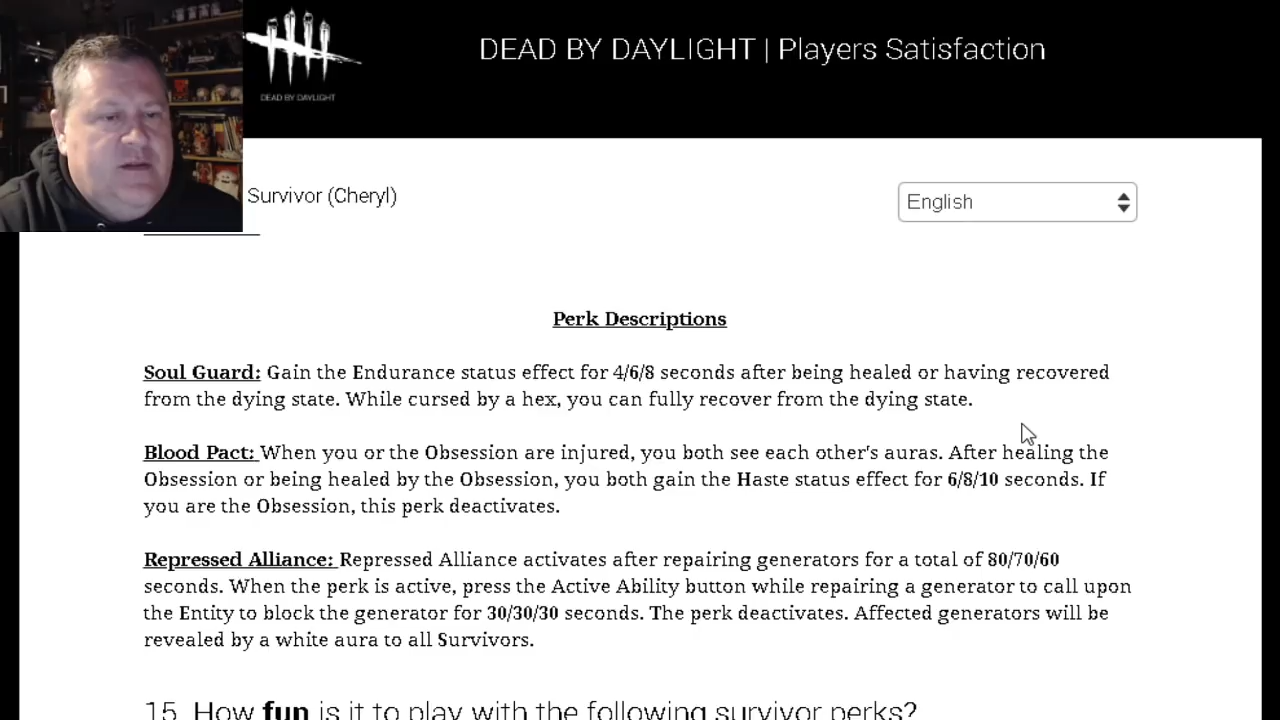 DEAD BY DAYLIGHT | Players Satisfaction
DEAD BY DAYLIGHT
Survivor (Cheryl)
English
Perk Descriptions
Soul Guard: Gain the Endurance status effect for 4/6/8 seconds after being healed or having recovered
from the dying state. While cursed by a hex, you can fully recover from the dying state.
Blood Pact: When you or the Obsession are injured, you both see each other's auras. After healing the
Obsession or being healed by the Obsession, you both gain the Haste status effect for 6/8/10 seconds. If
you are the Obsession, this perk deactivates.
Repressed Alliance: Repressed Alliance activates after repairing generators for a total of 80/70/60
seconds. When the perk is active, press the Active Ability button while repairing a generator to call upon
the Entity to block the generator for 30/30/30 seconds. The perk deactivates. Affected generators will be
revealed by a white aura to all Survivors.
15. How fun is it to play with the following survivor perks?